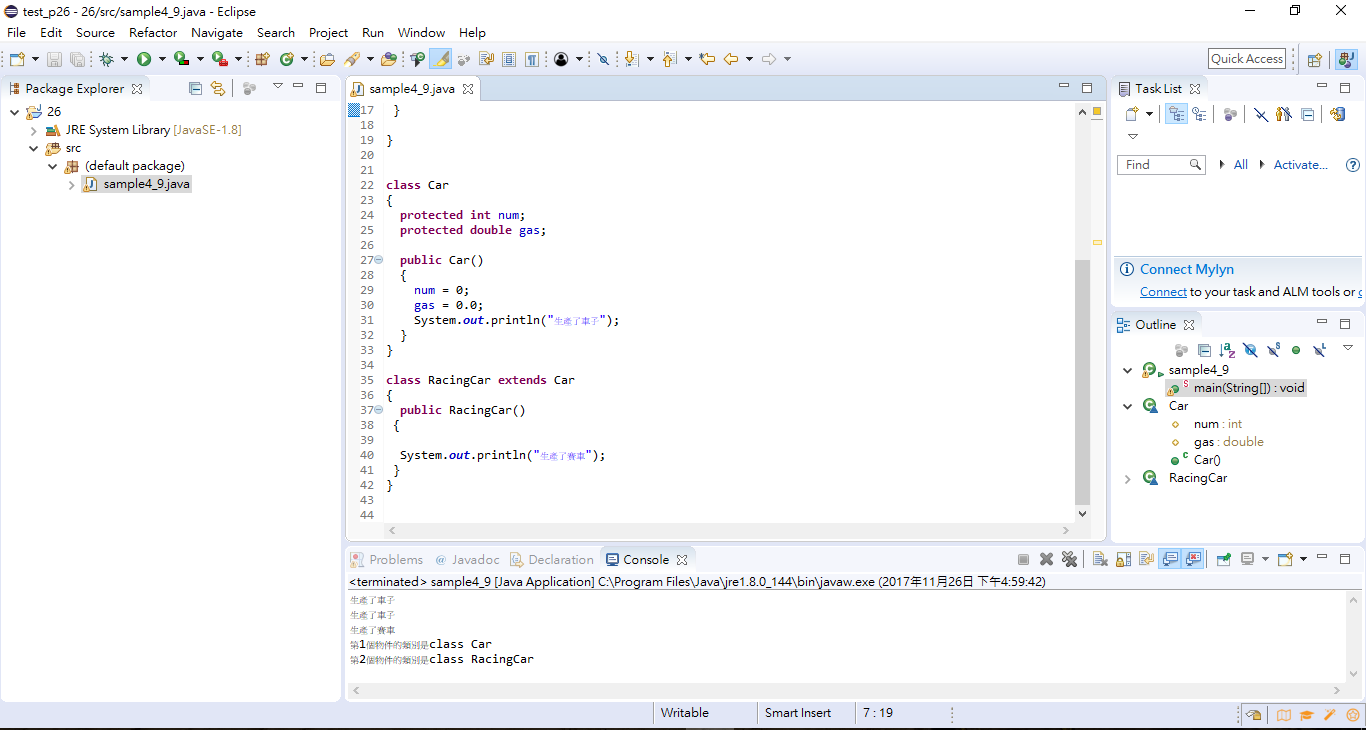 test_p26 - 26/src/sample4_9.java - Eclipse
File Edit Source Refactor Navigate Search Project Run Window Help
Quick Access
Package Explorer
26
JRE System Library [JavaSE-1.8]
src
(default package)
sample4_9.java
sample4_9.java
17 }
18
19 }
20
21
22 class Car
23 {
24 protected int num;
25 protected double gas;
26
27 public Car()
28 {
29 num = 0;
30 gas = 0.0;
31 System.out.println("生產了車子");
32 }
33 }
34
35 class RacingCar extends Car
36 {
37 public RacingCar()
38 {
39
40 System.out.println("生產了賽車");
41 }
42 }
43
44
Task List
Find All Activate...
Connect Mylyn
Connect to your task and ALM tools or c
Outline
sample4_9
main(String[]) : void
Car
num : int
gas : double
Car()
RacingCar
Problems @ Javadoc Declaration Console
<terminated> sample4_9 [Java Application] C:\Program Files\Java\jre1.8.0_144\bin\javaw.exe (2017年11月26日 下午4:59:42)
生產了車子
生產了車子
生產了賽車
第1個物件的類別是class Car
第2個物件的類別是class RacingCar
Writable Smart Insert 7 : 19